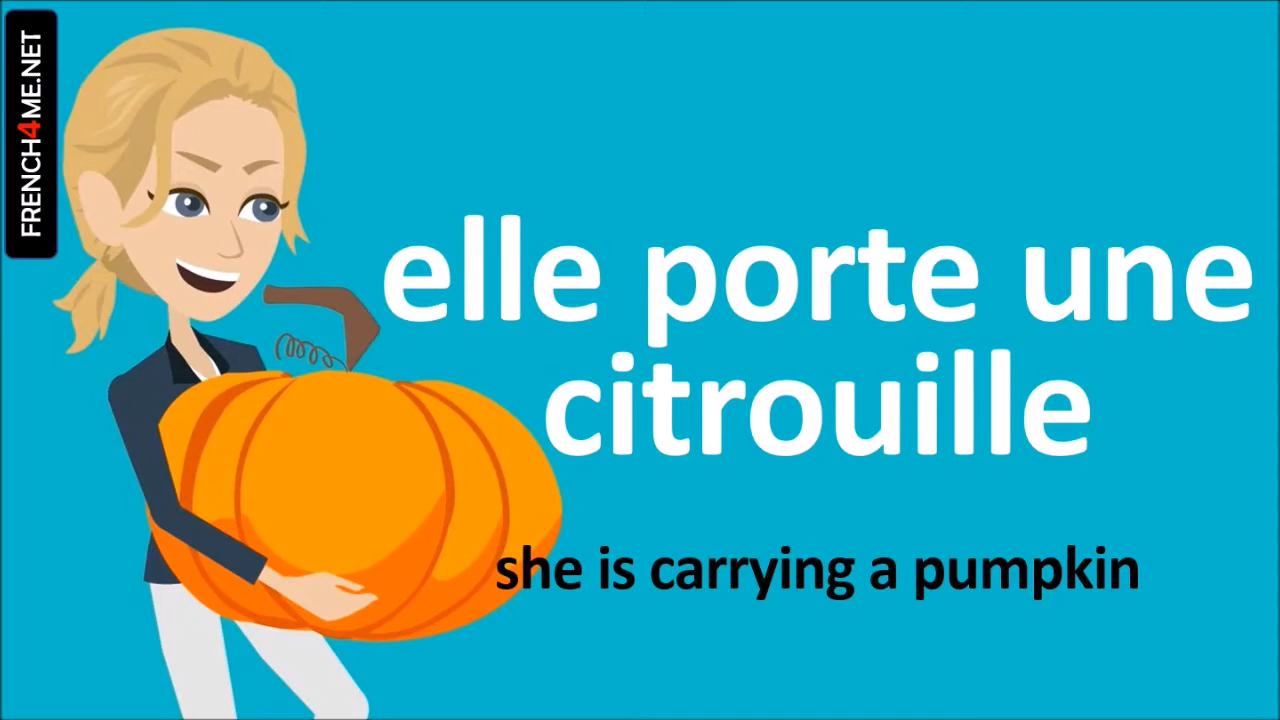 FRENCH4ME.NET
elle porte une
citrouille
she is carrying a pumpkin